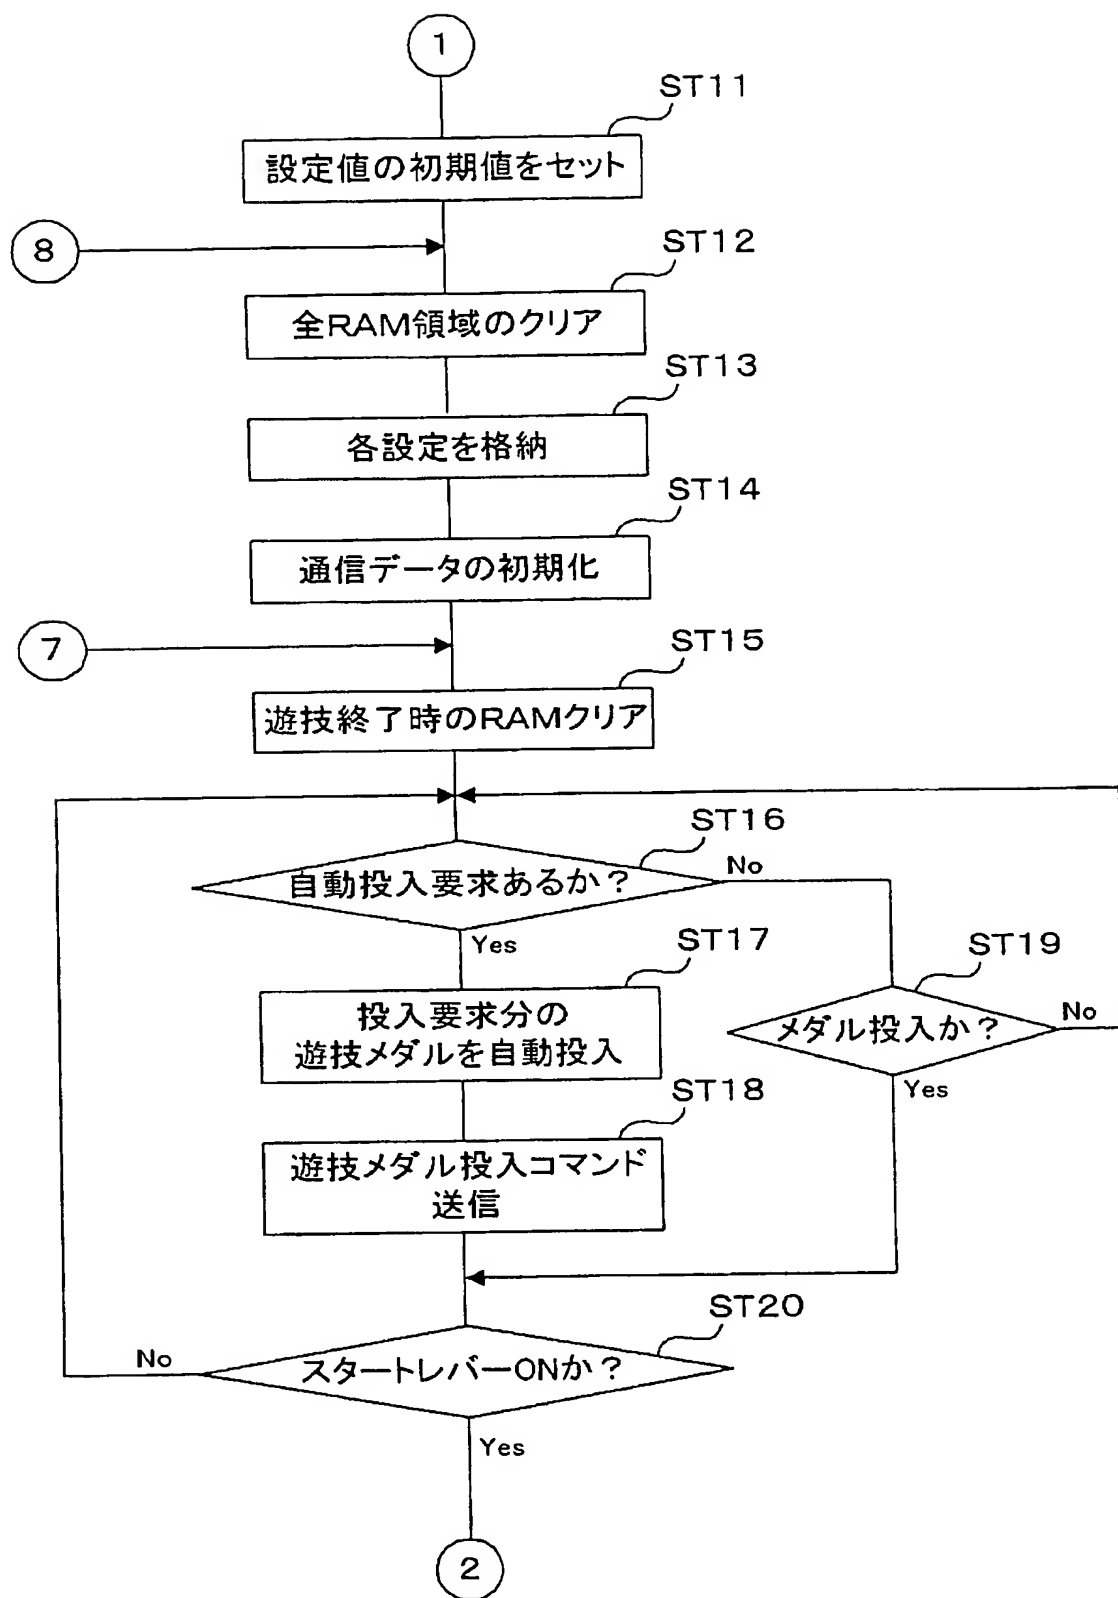 1
ST11
設定値の初期値をセット
8
ST12
全RAM領域のクリア
ST13
各設定を格納
ST14
通信データの初期化
7
ST15
遊技終了時のRAMクリア
ST16
自動投入要求あるか?
No
Yes
ST17
投入要求分の
遊技メダルを自動投入
ST19
メダル投入か?
No
Yes
ST18
遊技メダル投入コマンド
送信
ST20
スタートレバーONか?
No
Yes
2